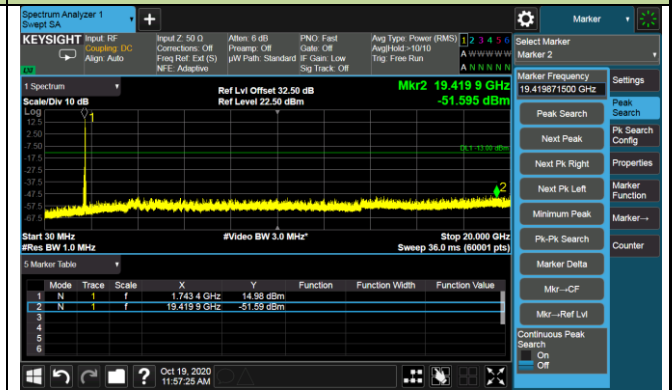 Spectrum Analyzer 1
Swept SA
+
Marker
KEYSIGHT
Input: RF
Coupling: DC
Align: Auto
Input Z: 50 Ω
Corrections: Off
Freq Ref: Ext (S)
NFE: Adaptive
Atten: 6 dB
Preamp: Off
µW Path: Standard
PNO: Fast
Gate: Off
IF Gain: Low
Sig Track: Off
Avg Type: Power (RMS)
Avg|Hold:>10/10
Trig: Free Run
1 2 3 4 5 6
A W W W W W
A N N N N N
LXI
Select Marker
Marker 2
1 Spectrum
Scale/Div 10 dB
Ref Lvl Offset 32.50 dB
Ref Level 22.50 dBm
Mkr2 19.419 9 GHz
-51.595 dBm
Log
12.5
2.50
-7.50
-17.5
-27.5
-37.5
-47.5
-57.5
-67.5
1
DL1 -13.00 dBm
2
Start 30 MHz
#Res BW 1.0 MHz
#Video BW 3.0 MHz*
Stop 20.000 GHz
Sweep 36.0 ms (60001 pts)
5 Marker Table
Mode Trace Scale X Y Function Function Width Function Value
1 N 1 f 1.743 4 GHz 14.98 dBm
2 N 1 f 19.419 9 GHz -51.59 dBm
3
4
5
6
Marker Frequency
19.419871500 GHz
Peak Search
Next Peak
Next Pk Right
Next Pk Left
Minimum Peak
Pk-Pk Search
Marker Delta
Mkr→CF
Mkr→Ref Lvl
Continuous Peak
Search
On
Off
Settings
Peak
Search
Pk Search
Config
Properties
Marker
Function
Marker→
Counter
?
Oct 19, 2020
11:57:25 AM